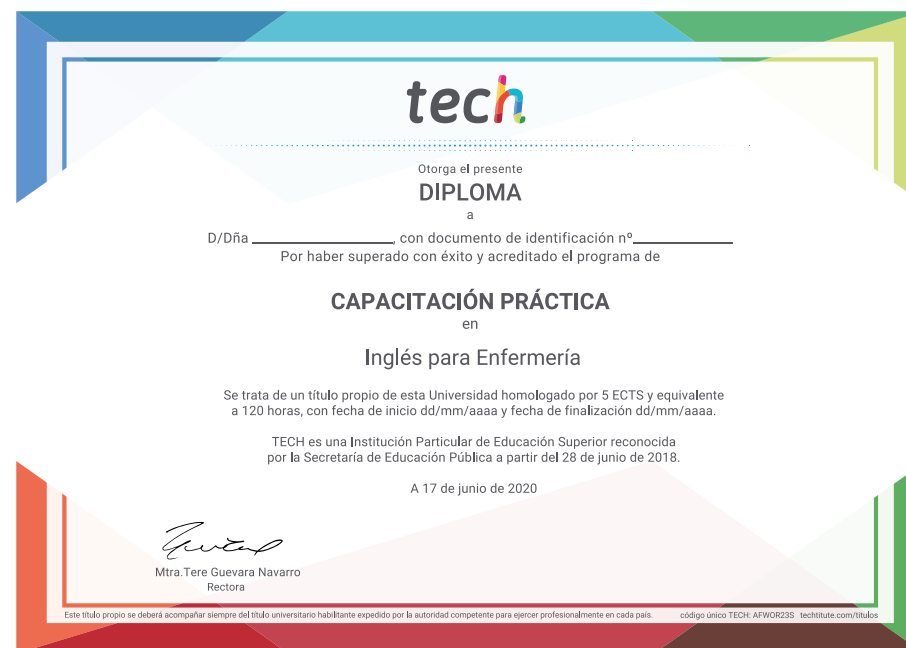 tech
Otorga el presente
DIPLOMA
a
D/Dña ____________________, con documento de identificación nº______________
Por haber superado con éxito y acreditado el programa de
CAPACITACIÓN PRÁCTICA
en
Inglés para Enfermería
Se trata de un título propio de esta Universidad homologado por 5 ECTS y equivalente
a 120 horas, con fecha de inicio dd/mm/aaaa y fecha de finalización dd/mm/aaaa.
TECH es una Institución Particular de Educación Superior reconocida
por la Secretaría de Educación Pública a partir del 28 de junio de 2018.
A 17 de junio de 2020
Mtra.Tere Guevara Navarro
Rectora
Este título propio se deberá acompañar siempre del título universitario habilitante expedido por la autoridad competente para ejercer profesionalmente en cada país. código único TECH: AFWOR23S techtitute.com/titulos